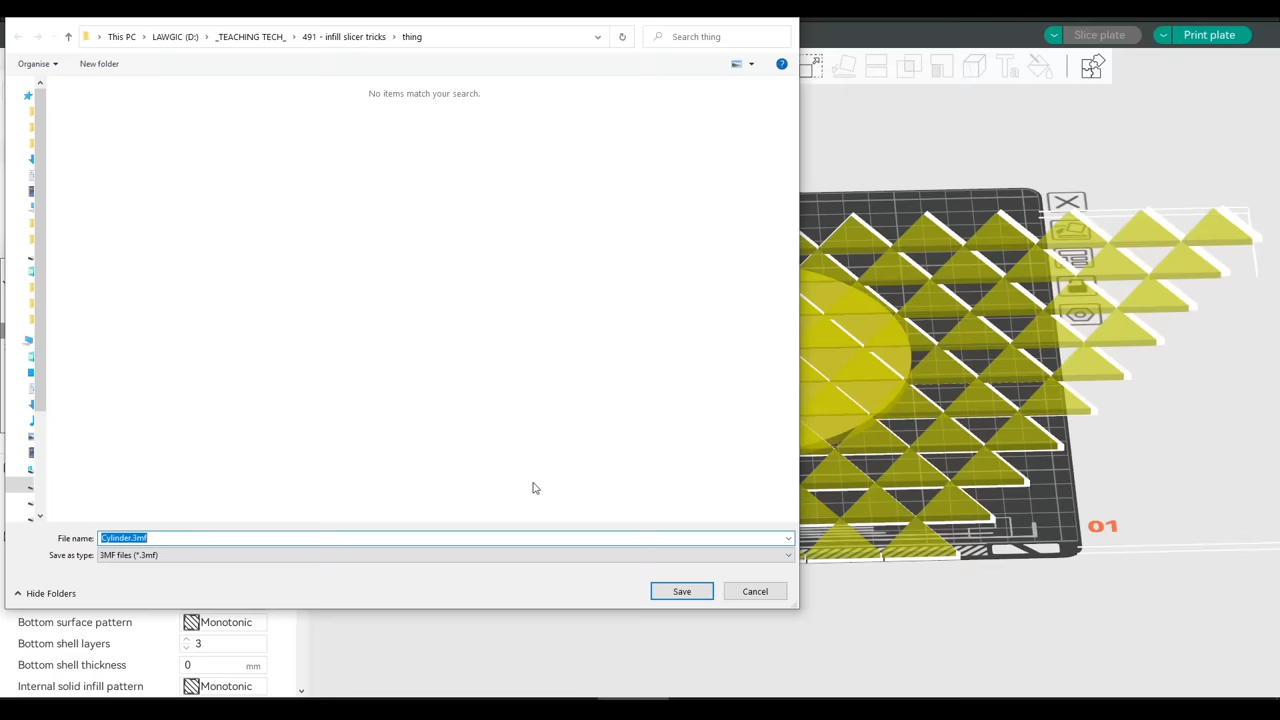 This PC > LAWGIC (D:) > _TEACHING TECH_ > 491 - infill slicer tricks > thing
Search thing
Slice plate
Print plate
Organise
New folder
No items match your search.
01
File name: Cylinder.3mf
Save as type: 3MF files (*.3mf)
Hide Folders
Save
Cancel
Bottom surface pattern Monotonic
Bottom shell layers 3
Bottom shell thickness 0 mm
Internal solid infill pattern Monotonic